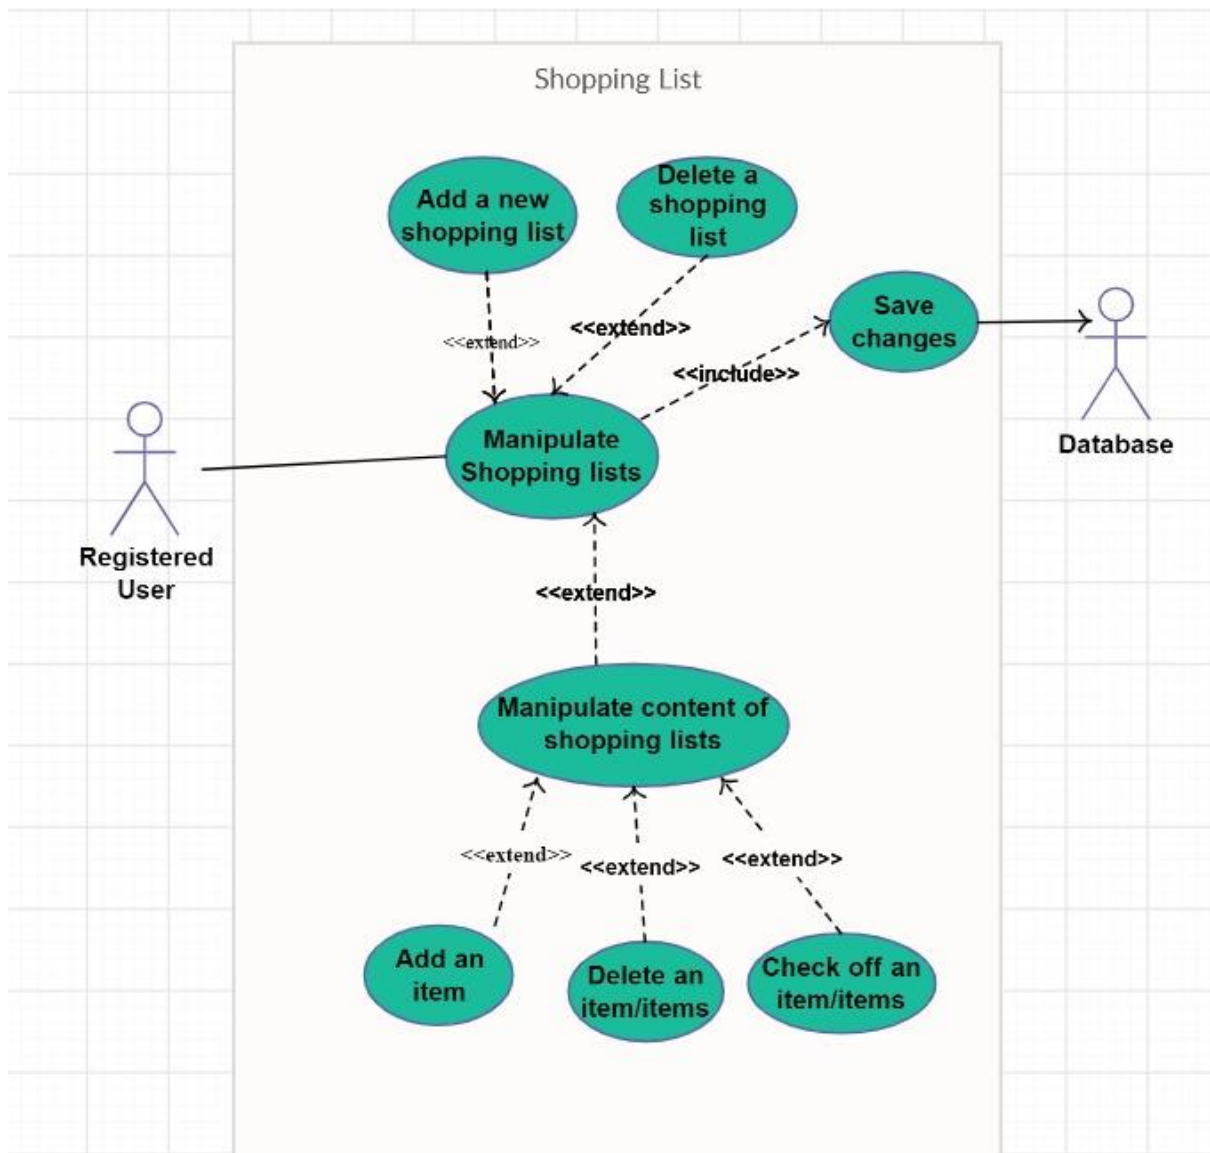 Shopping List
Add a new
shopping list
Delete a
shopping
list
<<extend>>
<<extend>>
<<include>>
Save
changes
Database
Manipulate
Shopping lists
Registered
User
<<extend>>
Manipulate content of
shopping lists
<<extend>>
<<extend>>
<<extend>>
Add an
item
Delete an
item/items
Check off an
item/items